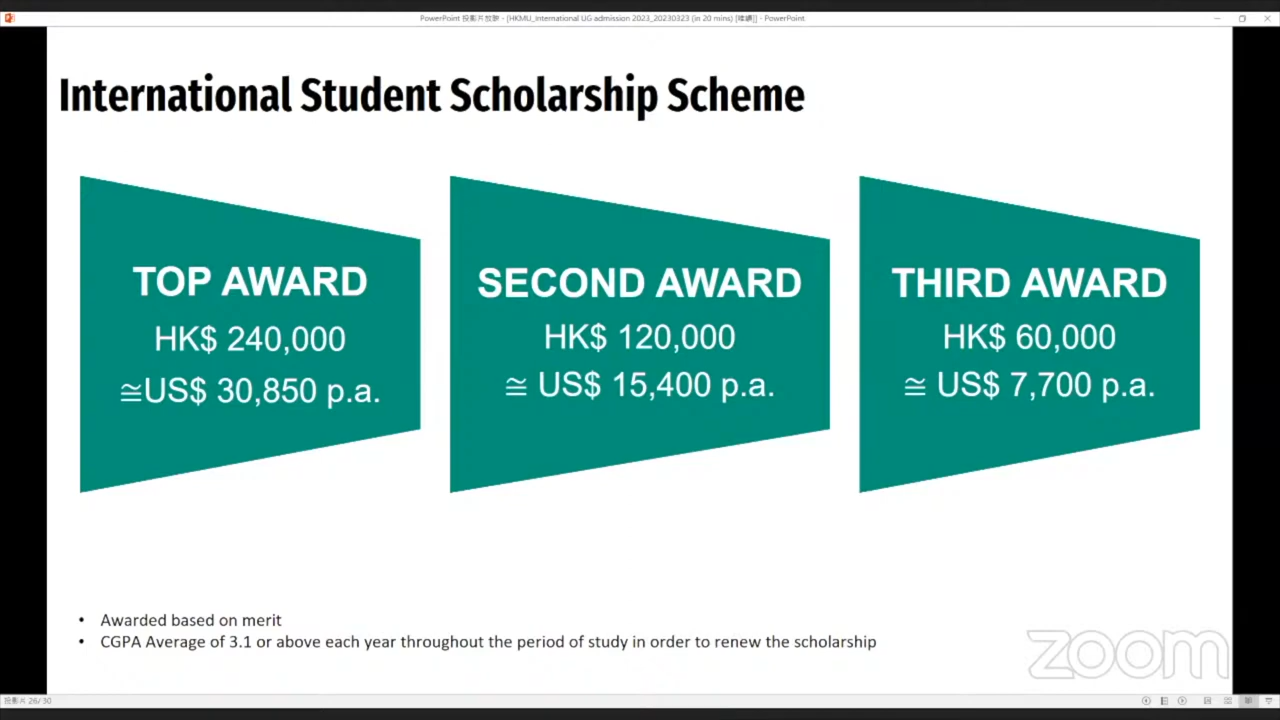 PowerPoint 投影片放映 - [HKMU_International UG admission 2023_20230323 (in 20 mins) [唯讀]] - PowerPoint
International Student Scholarship Scheme
TOP AWARD
HK$ 240,000
≅US$ 30,850 p.a.
SECOND AWARD
HK$ 120,000
≅ US$ 15,400 p.a.
THIRD AWARD
HK$ 60,000
≅ US$ 7,700 p.a.
• Awarded based on merit
• CGPA Average of 3.1 or above each year throughout the period of study in order to renew the scholarship
zoom
投影片 26/30